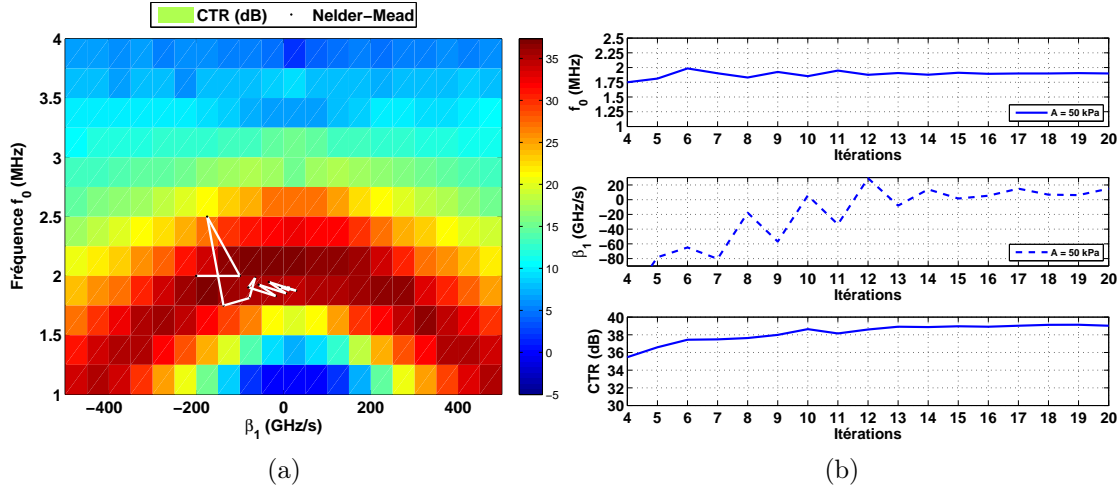 CTR (dB) Nelder−Mead
4
3.5
3
2.5
2
1.5
1
Fréquence f0 (MHz)
−400 −200 0 200 400
β1 (GHz/s)
35
30
25
20
15
10
5
0
−5
(a)
2.5
2.25
2
1.75
1.5
1.25
1
f0 (MHz)
A = 50 kPa
4 5 6 7 8 9 10 11 12 13 14 15 16 17 18 19 20
Itérations
20
0
−20
−40
−60
−80
β1 (GHz/s)
A = 50 kPa
4 5 6 7 8 9 10 11 12 13 14 15 16 17 18 19 20
40
38
36
34
32
30
CTR (dB)
4 5 6 7 8 9 10 11 12 13 14 15 16 17 18 19 20
Itérations
(b)